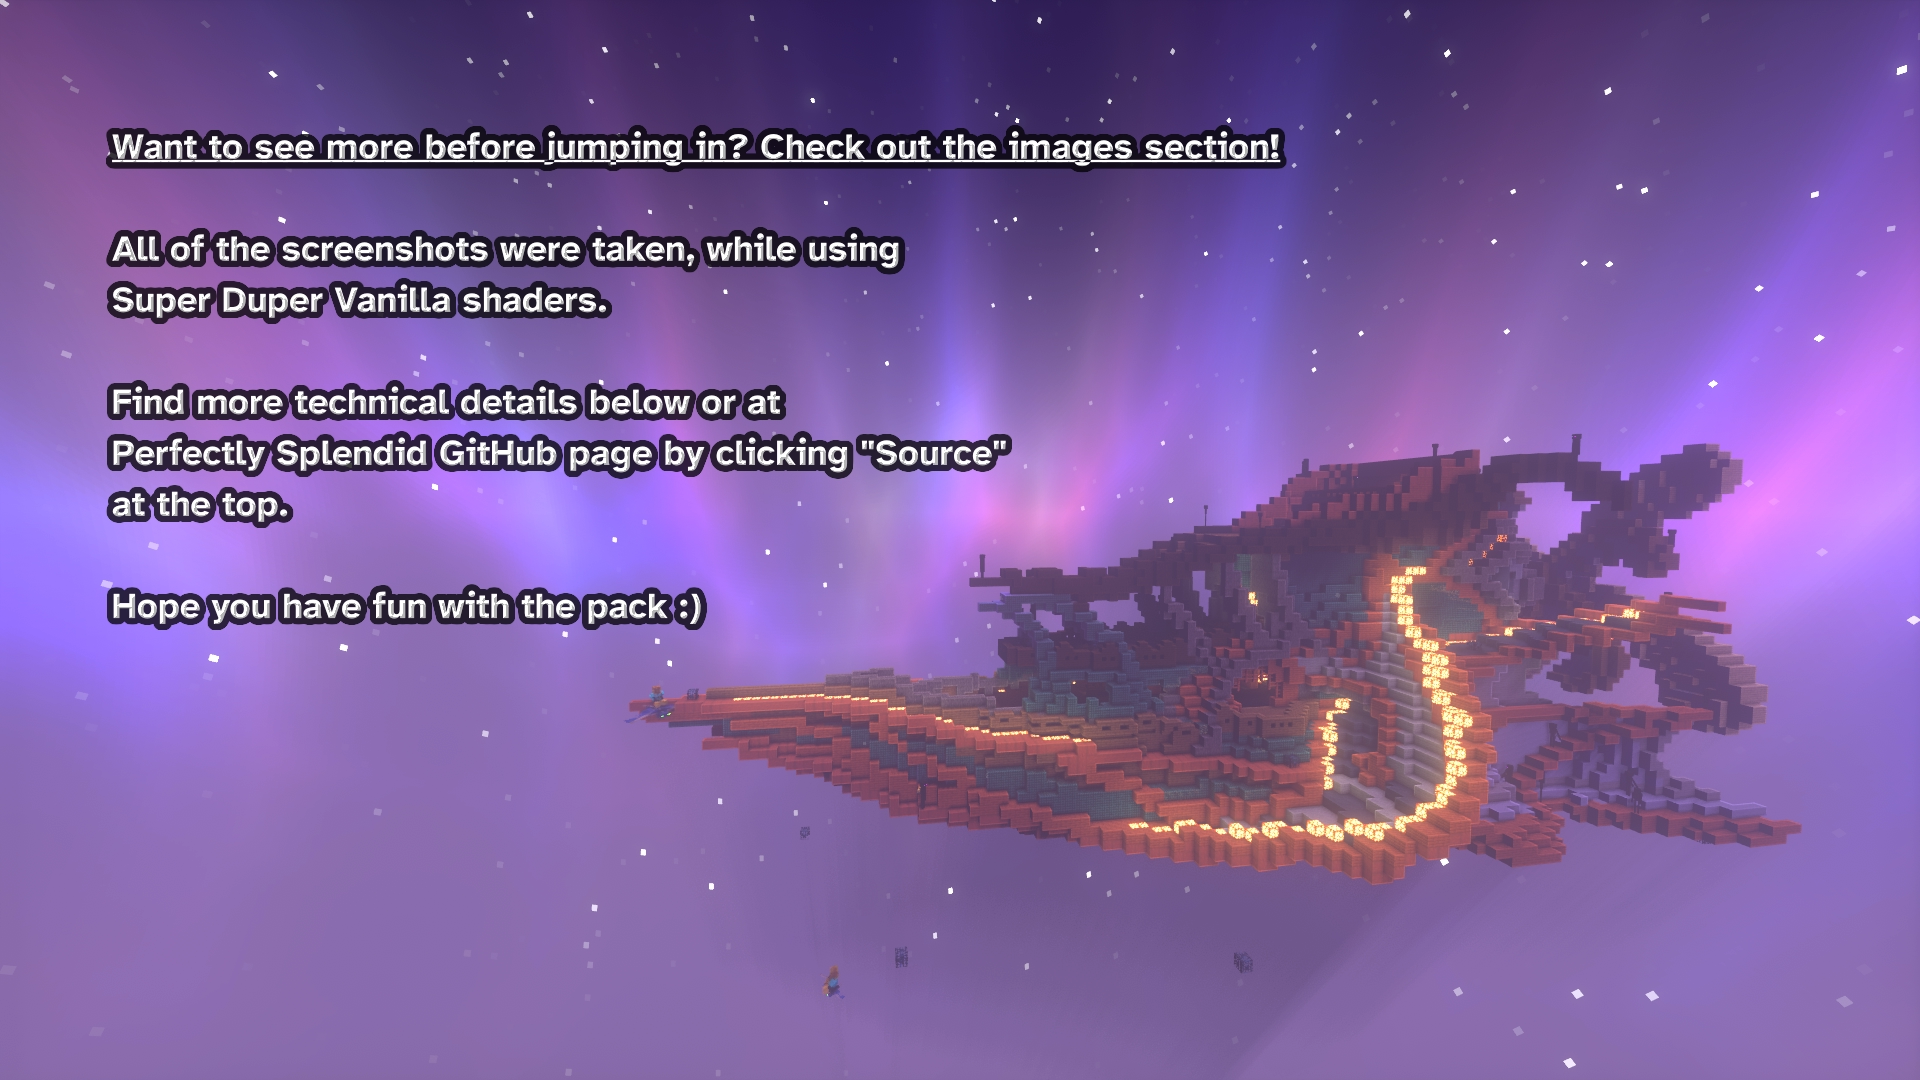 Want to see more before jumping in? Check out the images section!
All of the screenshots were taken, while using
Super Duper Vanilla shaders.
Find more technical details below or at
Perfectly Splendid GitHub page by clicking "Source"
at the top.
Hope you have fun with the pack :)